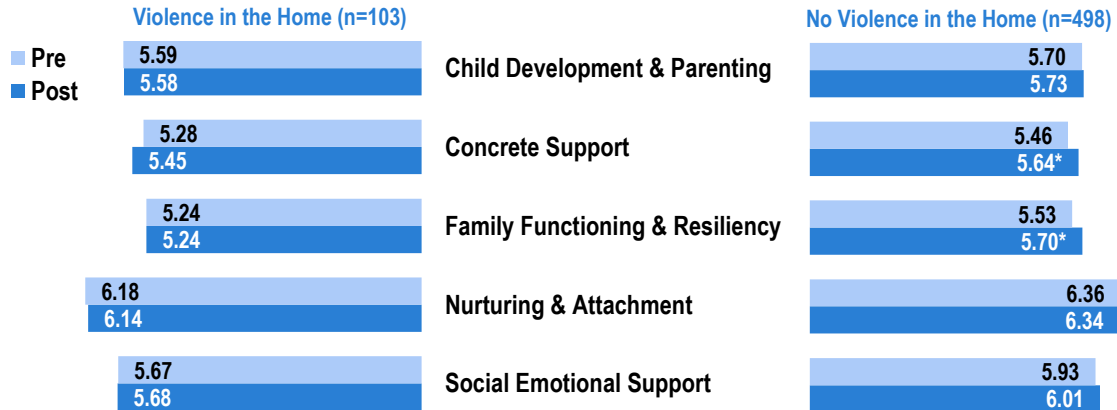 Violence in the Home (n=103)
No Violence in the Home (n=498)
Pre
Post
5.59
5.58
Child Development & Parenting
5.70
5.73
5.28
5.45
Concrete Support
5.46
5.64*
5.24
5.24
Family Functioning & Resiliency
5.53
5.70*
6.18
6.14
Nurturing & Attachment
6.36
6.34
5.67
5.68
Social Emotional Support
5.93
6.01